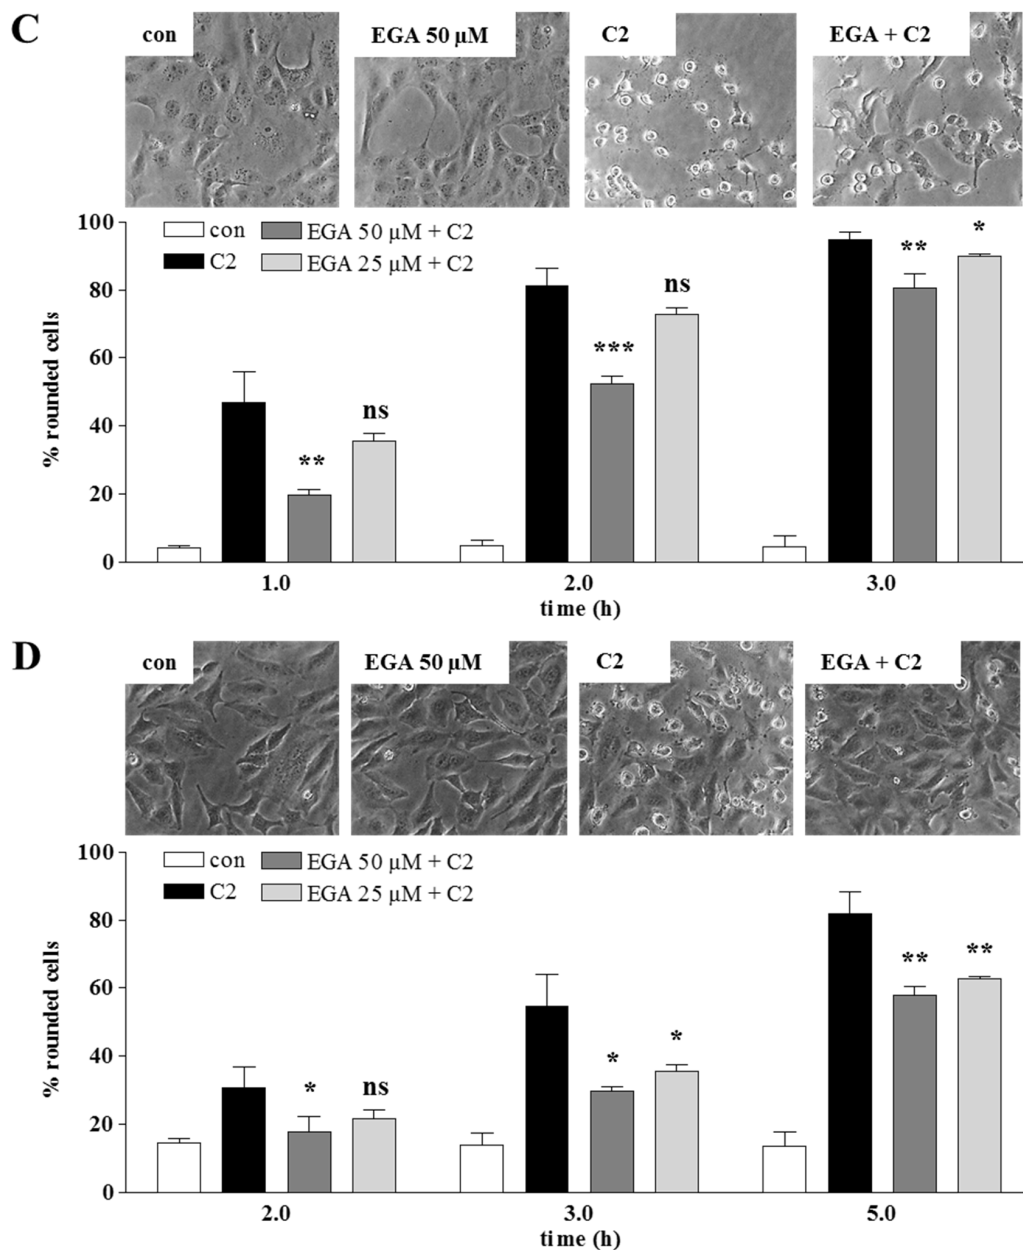 C
con
EGA 50 µM
C2
EGA + C2
100
80
60
40
20
0
% rounded cells
con
EGA 50 µM + C2
C2
EGA 25 µM + C2
**
ns
***
ns
**
*
1.0
2.0
3.0
time (h)
D
con
EGA 50 µM
C2
EGA + C2
100
80
60
40
20
0
% rounded cells
con
EGA 50 µM + C2
C2
EGA 25 µM + C2
*
ns
*
*
**
**
2.0
3.0
5.0
time (h)